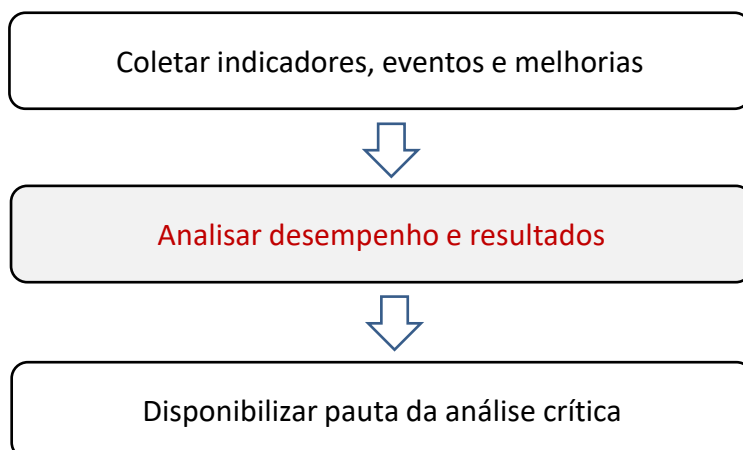 Coletar indicadores, eventos e melhorias
Analisar desempenho e resultados
Disponibilizar pauta da análise crítica